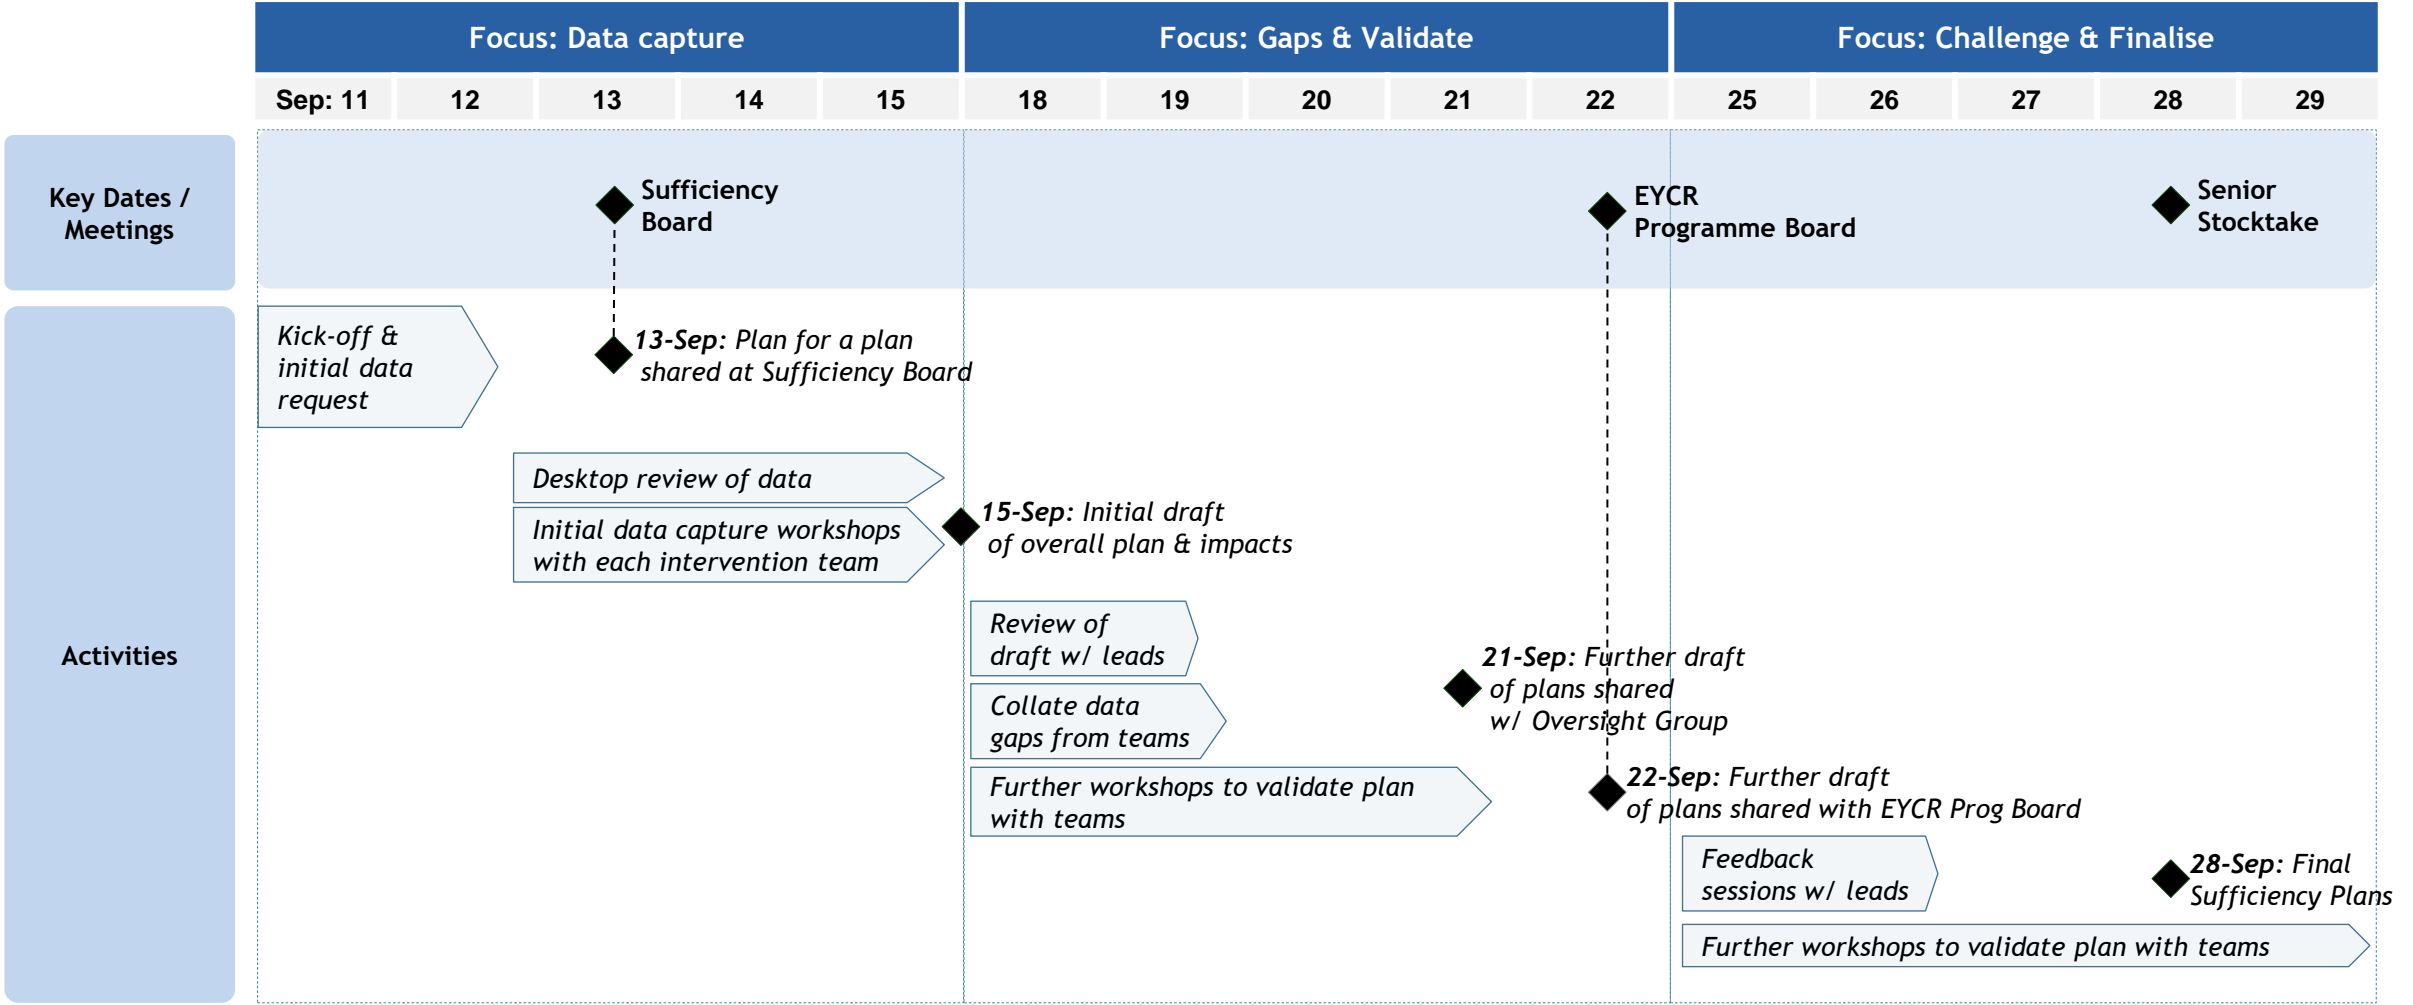 Focus: Data capture
Focus: Gaps & Validate
Focus: Challenge & Finalise
Sep: 11 12 13 14 15 18 19 20 21 22 25 26 27 28 29
Key Dates /
Meetings
Sufficiency
Board
EYCR
Programme Board
Senior
Stocktake
Activities
Kick-off &
initial data
request
13-Sep: Plan for a plan
shared at Sufficiency Board
Desktop review of data
Initial data capture workshops
with each intervention team
15-Sep: Initial draft
of overall plan & impacts
Review of
draft w/ leads
Collate data
gaps from teams
Further workshops to validate plan
with teams
21-Sep: Further draft
of plans shared
w/ Oversight Group
22-Sep: Further draft
of plans shared with EYCR Prog Board
Feedback
sessions w/ leads
28-Sep: Final
Sufficiency Plans
Further workshops to validate plan with teams